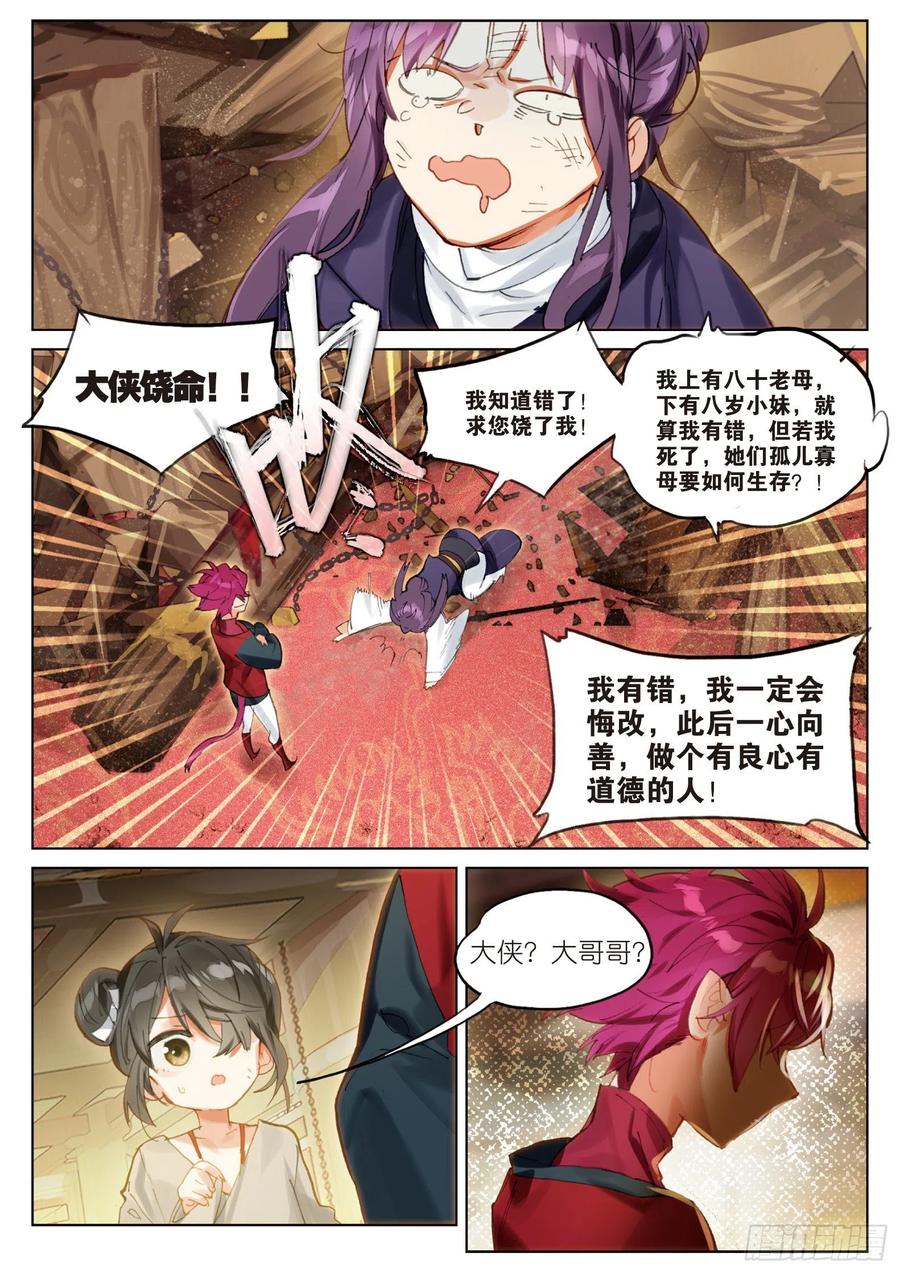 大侠饶命！！
我知道错了！
求您饶了我！
我上有八十老母，
下有八岁小妹，就
算我有错，但若我
死了，她们孤儿寡
母要如何生存？！
我有错，我一定会
悔改，此后一心向
善，做个有良心有
道德的人！
大侠？大哥哥？
腾讯动漫